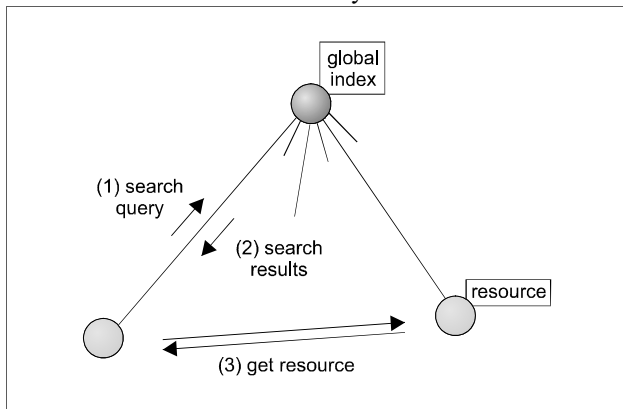 global
index
(1) search
query
(2) search
results
resource
(3) get resource